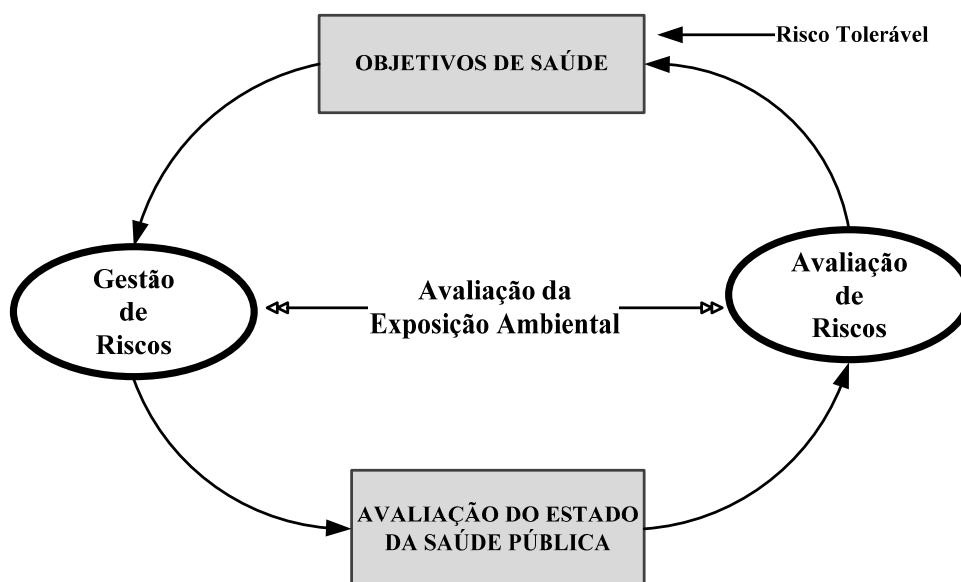 OBJETIVOS DE SAÚDE
Risco Tolerável
Gestão
de
Riscos
Avaliação da
Exposição Ambiental
Avaliação
de
Riscos
AVALIAÇÃO DO ESTADO
DA SAÚDE PÚBLICA